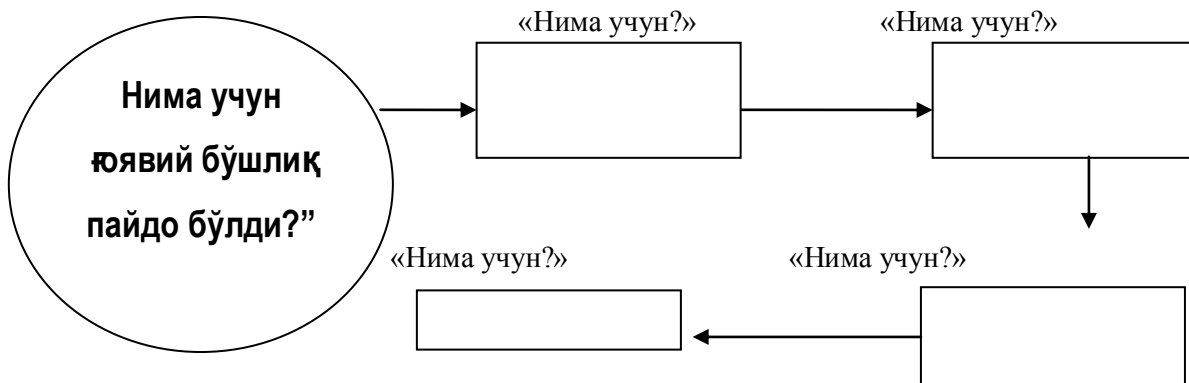 «Нима учун?»
«Нима учун?»
Нима учун
ғоявий бўшлиқ
пайдо бўлди?”
«Нима учун?»
«Нима учун?»